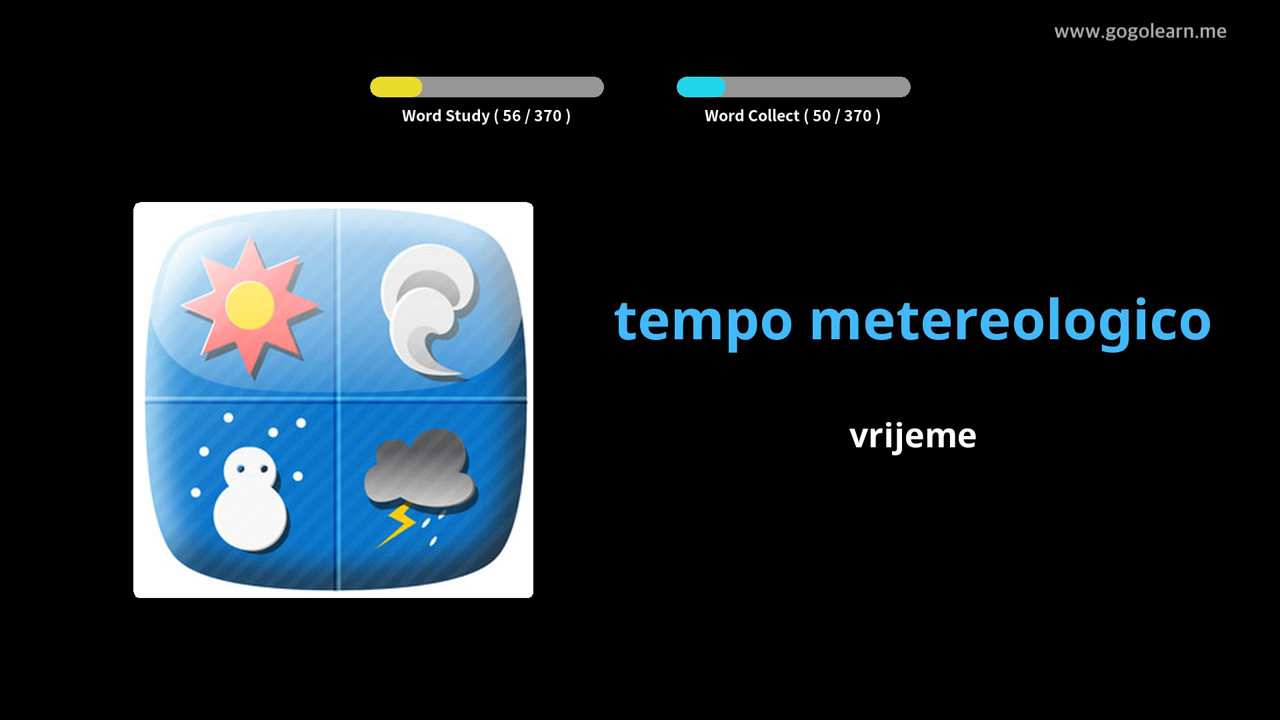 www.gogolearn.me
Word Study ( 56 / 370 )
Word Collect ( 50 / 370 )
tempo metereologico
vrijeme